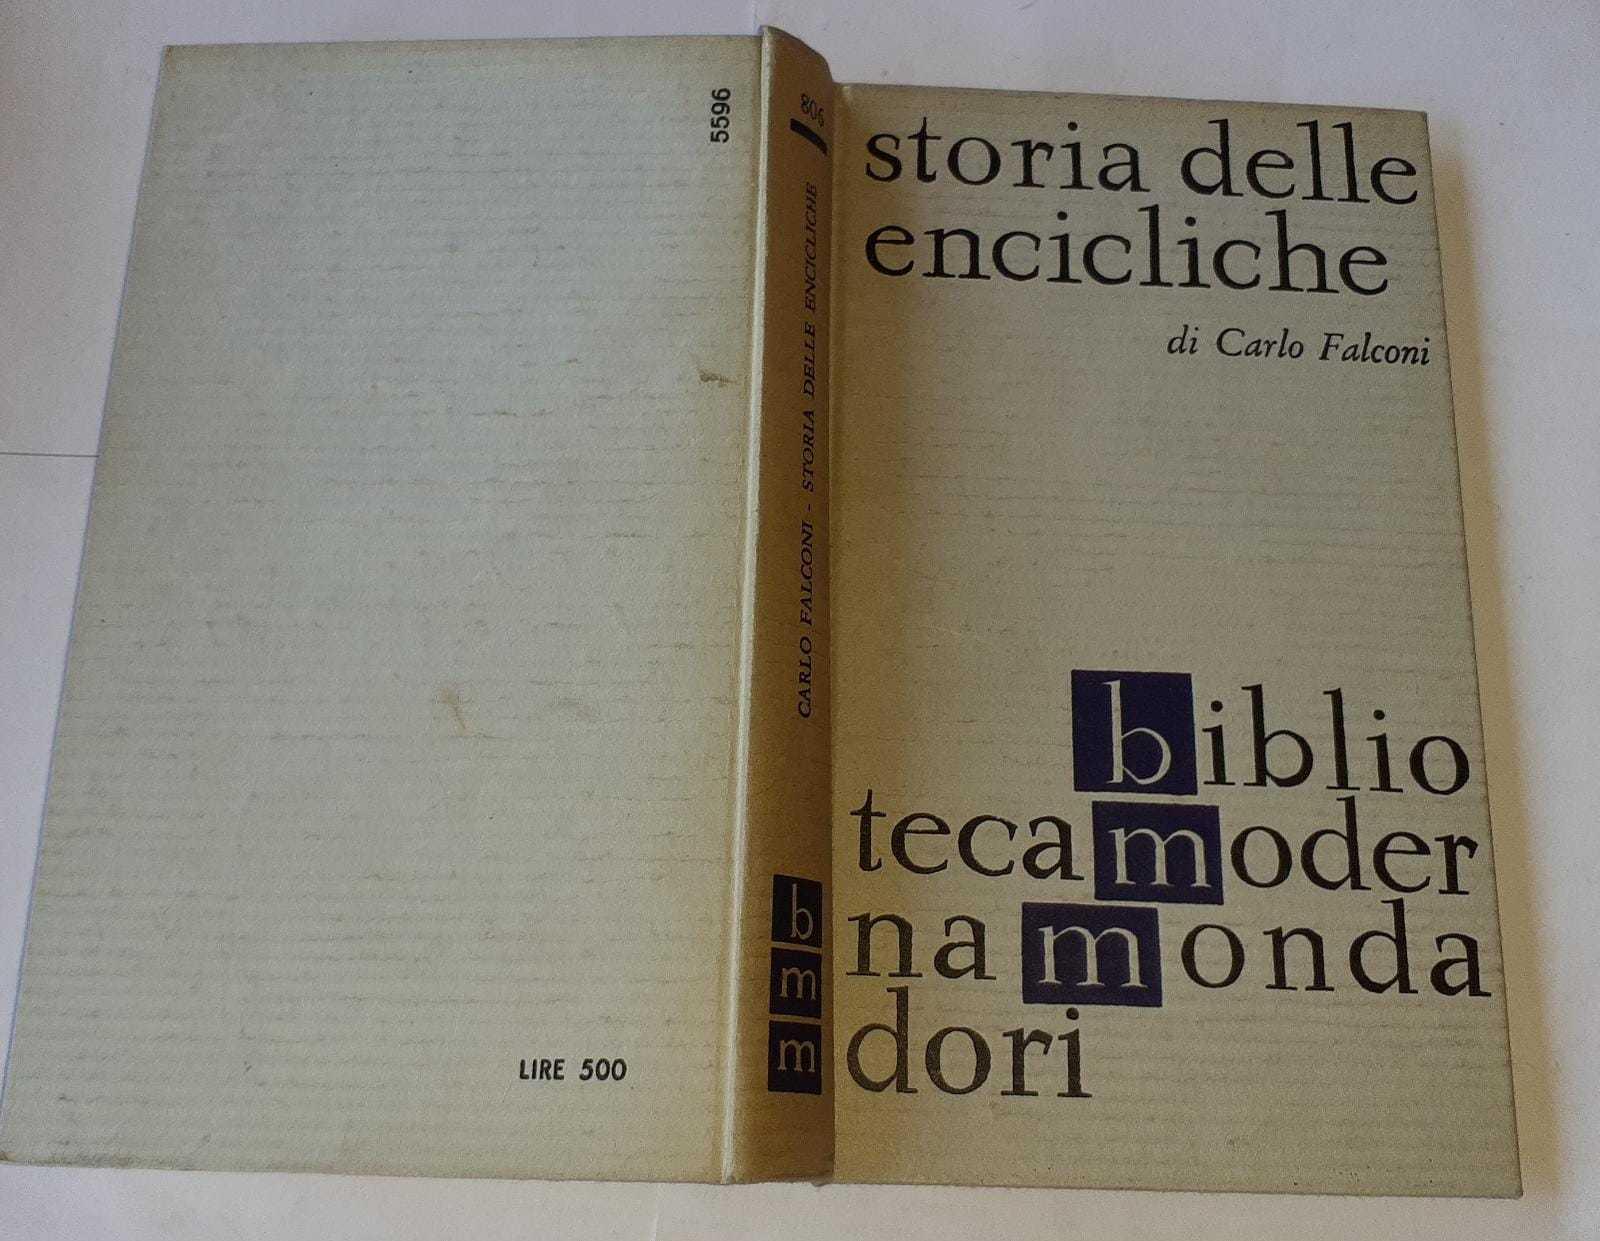 5596
LIRE 500
806
CARLO FALCONI - STORIA DELLE ENCICLICHE
b
m
m
storia delle
encicliche
di Carlo Falconi
biblio
tecamoder
namonda
dori